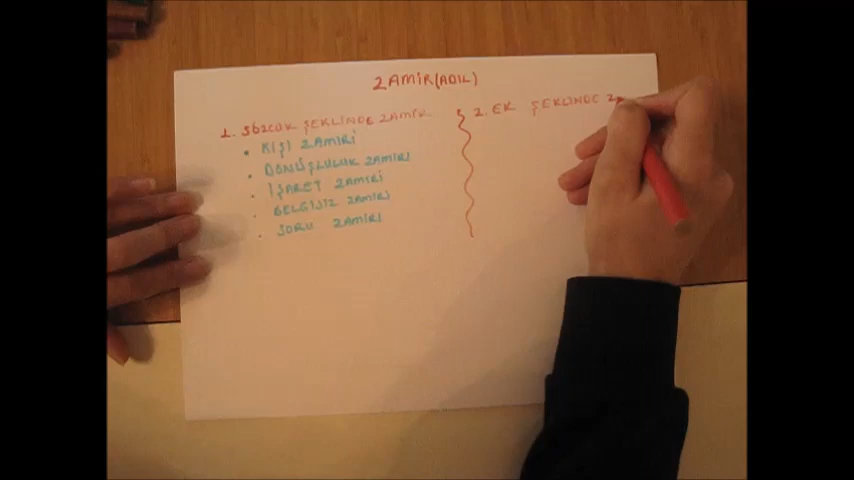 ZAMİR(ADIL)
1. SÖZCÜK ŞEKLİNDE ZAMİR
• KİŞİ ZAMİRİ
• DÖNÜŞLÜLÜK ZAMİRİ
• İŞARET ZAMİRİ
• BELGİSİZ ZAMİRİ
• SORU ZAMİRİ
2. EK ŞEKLİNDE